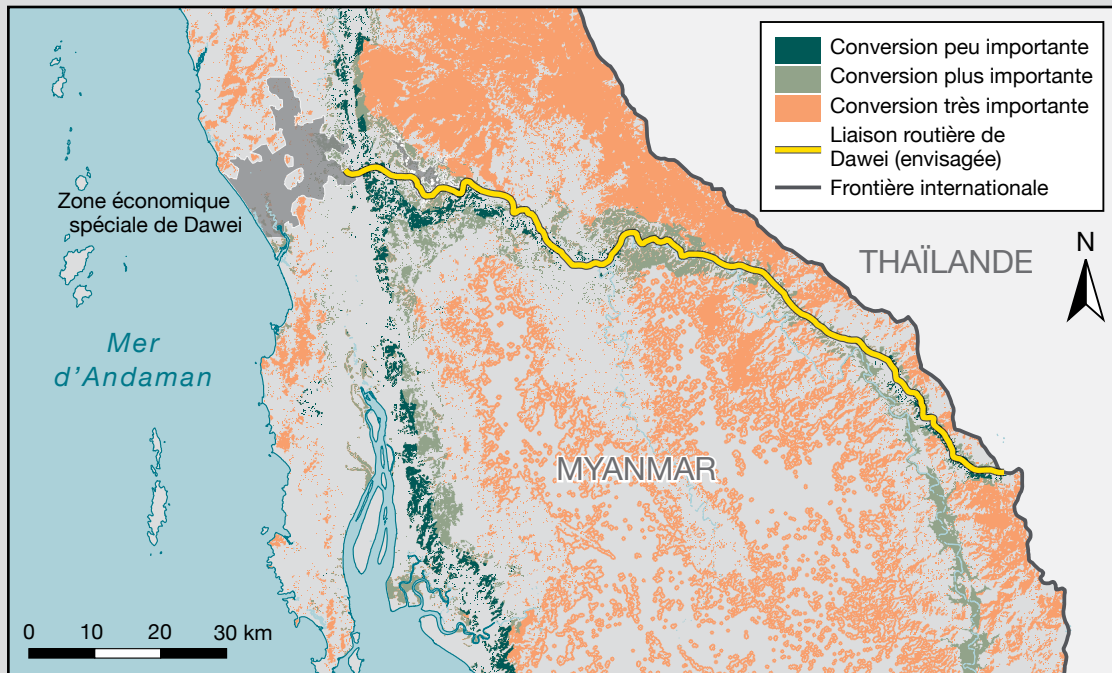 Conversion peu importante
Conversion plus importante
Conversion très importante
Liaison routière de
Dawei (envisagée)
Frontière internationale
Zone économique
spéciale de Dawei
THAÏLANDE
N
Mer
d'Andaman
MYANMAR
0 10 20 30 km